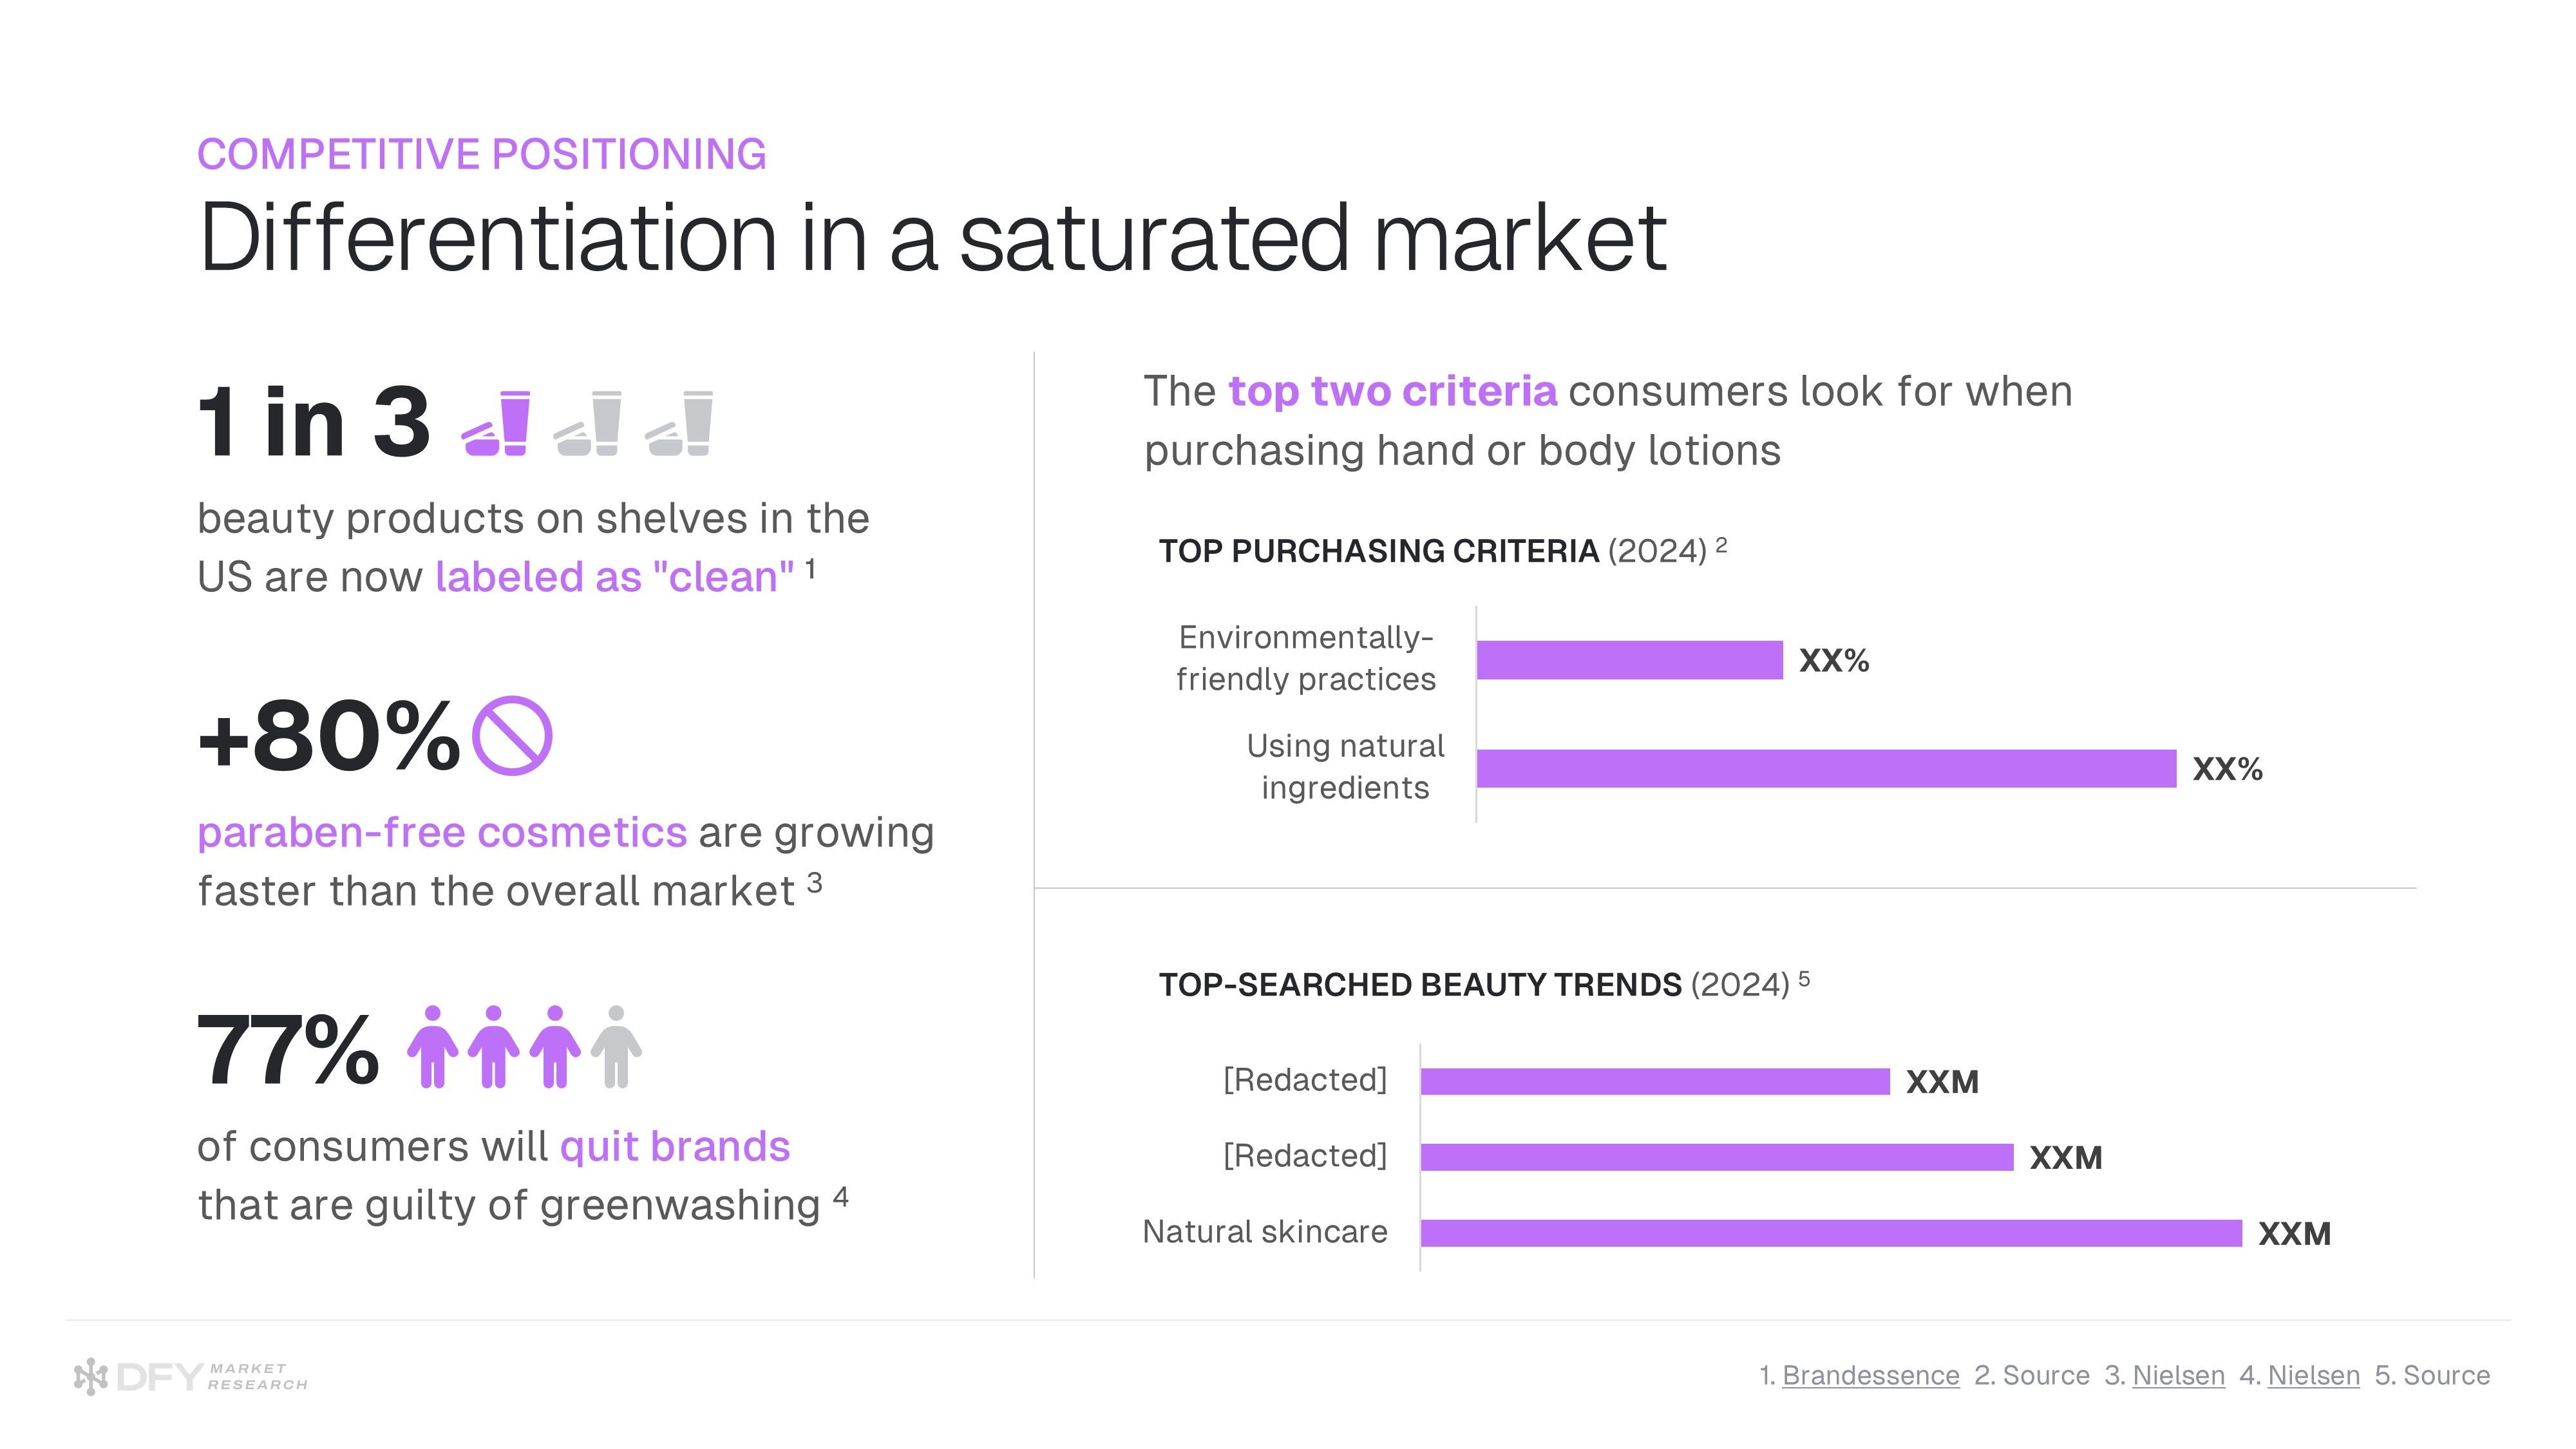 COMPETITIVE POSITIONING
Differentiation in a saturated market
1 in 3
beauty products on shelves in the
US are now labeled as "clean" 1
+80%
paraben-free cosmetics are growing
faster than the overall market 3
77%
of consumers will quit brands
that are guilty of greenwashing 4
The top two criteria consumers look for when
purchasing hand or body lotions
TOP PURCHASING CRITERIA (2024) 2
Environmentally-
friendly practices
XX%
Using natural
ingredients
XX%
TOP-SEARCHED BEAUTY TRENDS (2024) 5
[Redacted] XXM
[Redacted] XXM
Natural skincare XXM
DFY MARKET
RESEARCH
1. Brandessence 2. Source 3. Nielsen 4. Nielsen 5. Source